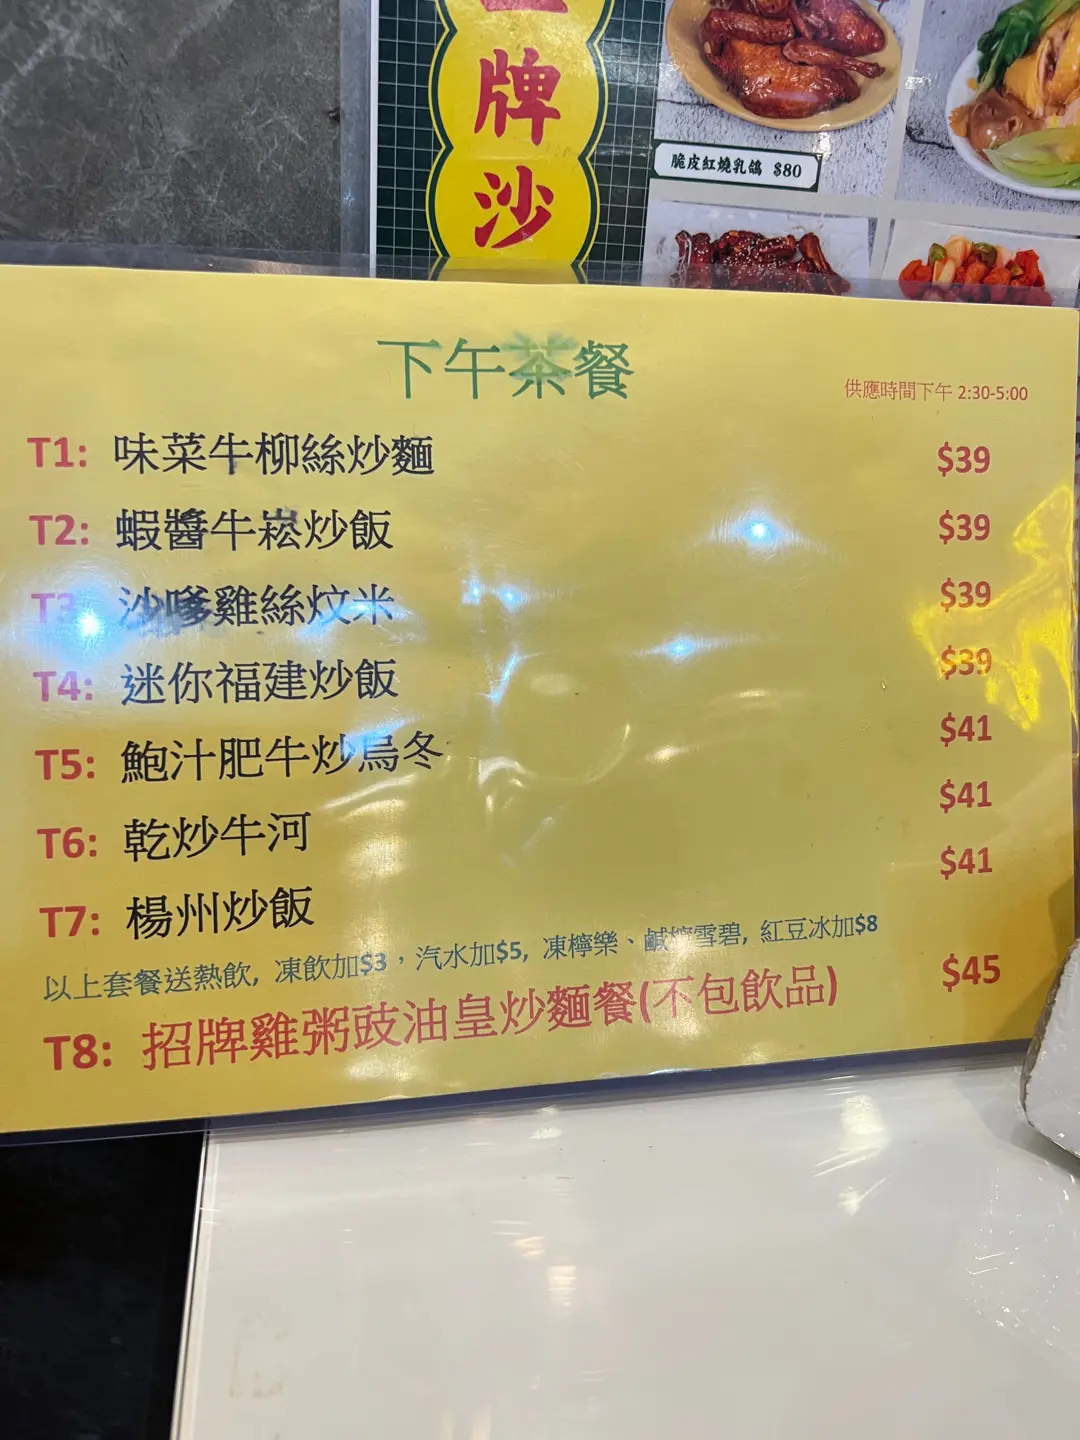 牌
沙
脆皮紅燒乳鴿 $80
下午茶餐
供應時間下午 2:30-5:00
T1: 味菜牛柳絲炒麵 $39
T2: 蝦醬牛崧炒飯 $39
T3 沙嗲雞絲炆米 $39
T4: 迷你福建炒飯 $39
T5: 鮑汁肥牛炒烏冬 $41
T6: 乾炒牛河 $41
T7: 楊州炒飯 $41
以上套餐送熱飲, 凍飲加$3，汽水加$5, 凍檸樂、鹹檸雪碧, 紅豆冰加$8
T8: 招牌雞粥豉油皇炒麵餐(不包飲品) $45